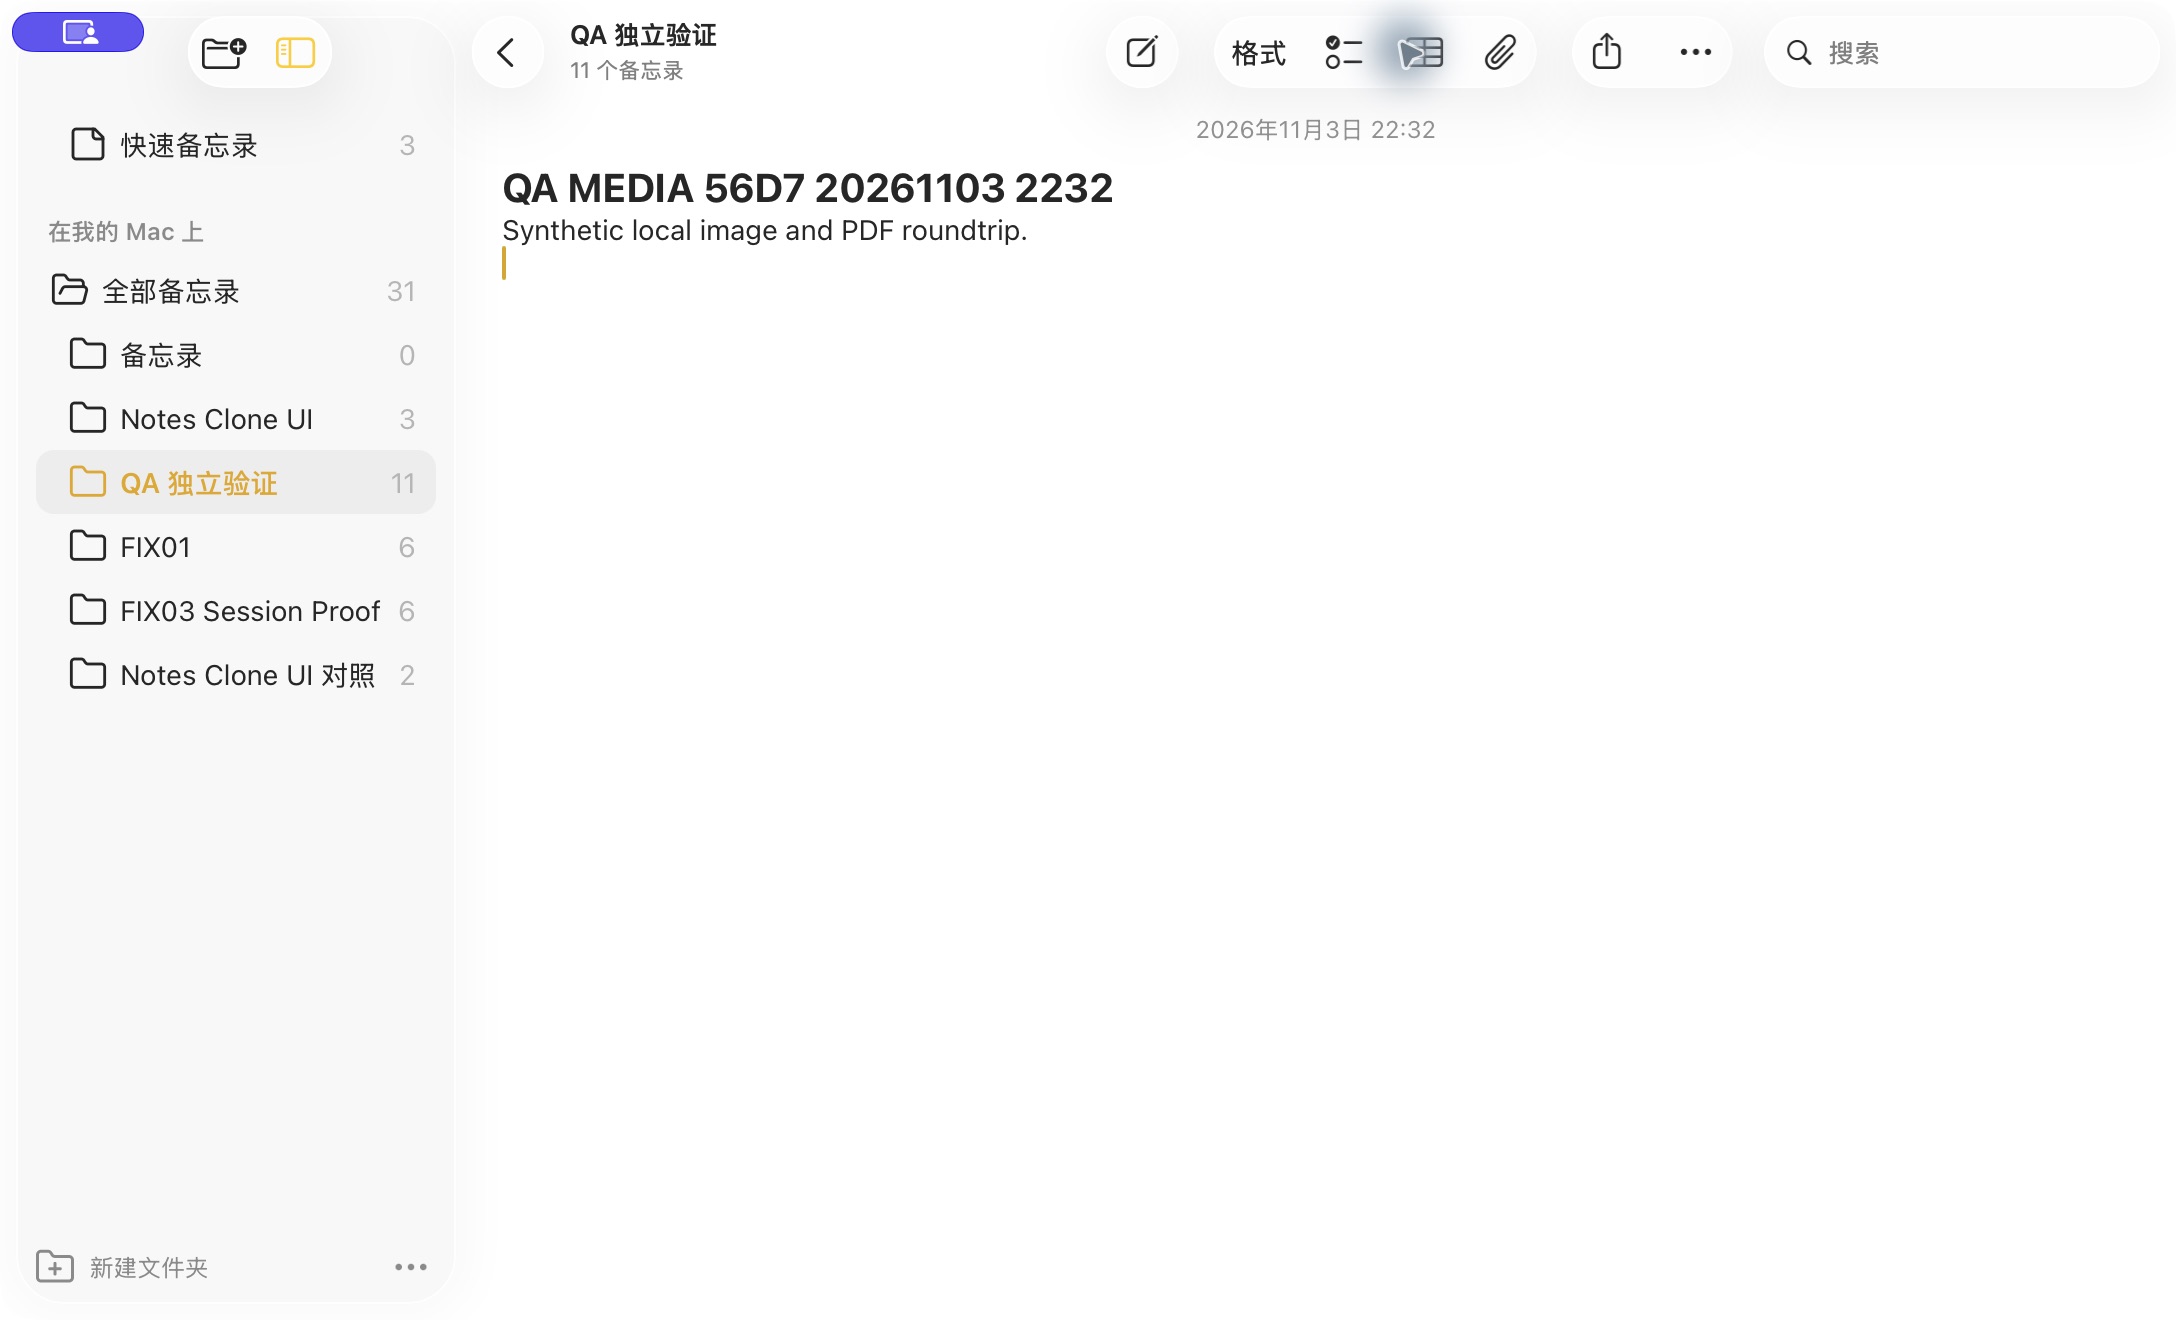 QA 独立验证
11 个备忘录
格式
搜索
快速备忘录 3
在我的 Mac 上
全部备忘录 31
备忘录 0
Notes Clone UI 3
QA 独立验证 11
FIX01 6
FIX03 Session Proof 6
Notes Clone UI 对照 2
新建文件夹
2026年11月3日 22:32
QA MEDIA 56D7 20261103 2232
Synthetic local image and PDF roundtrip.